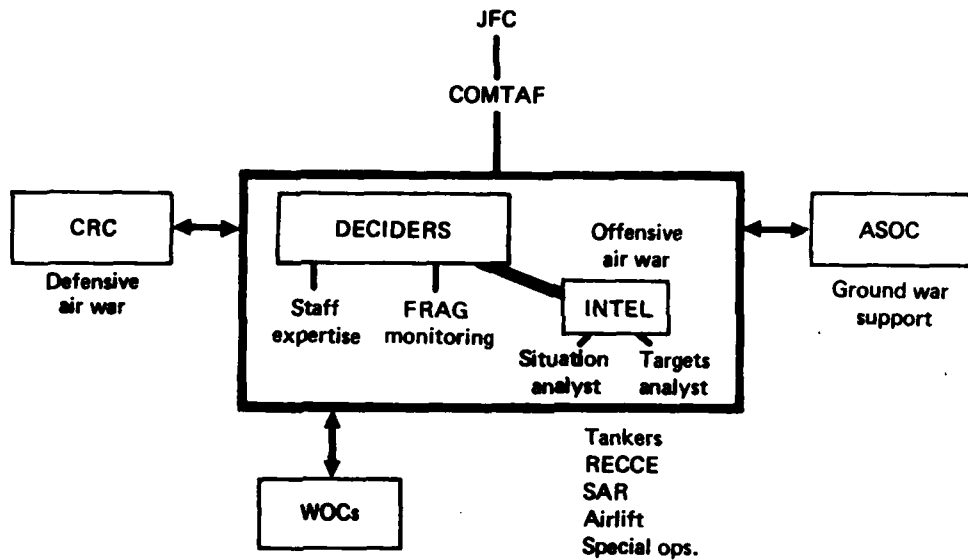 JFC
COMTAF
CRC
Defensive
air war
DECIDERS
Staff
expertise
FRAG
monitoring
Offensive
air war
INTEL
Situation
analyst
Targets
analyst
ASOC
Ground war
support
WOCs
Tankers
RECCE
SAR
Airlift
Special ops.